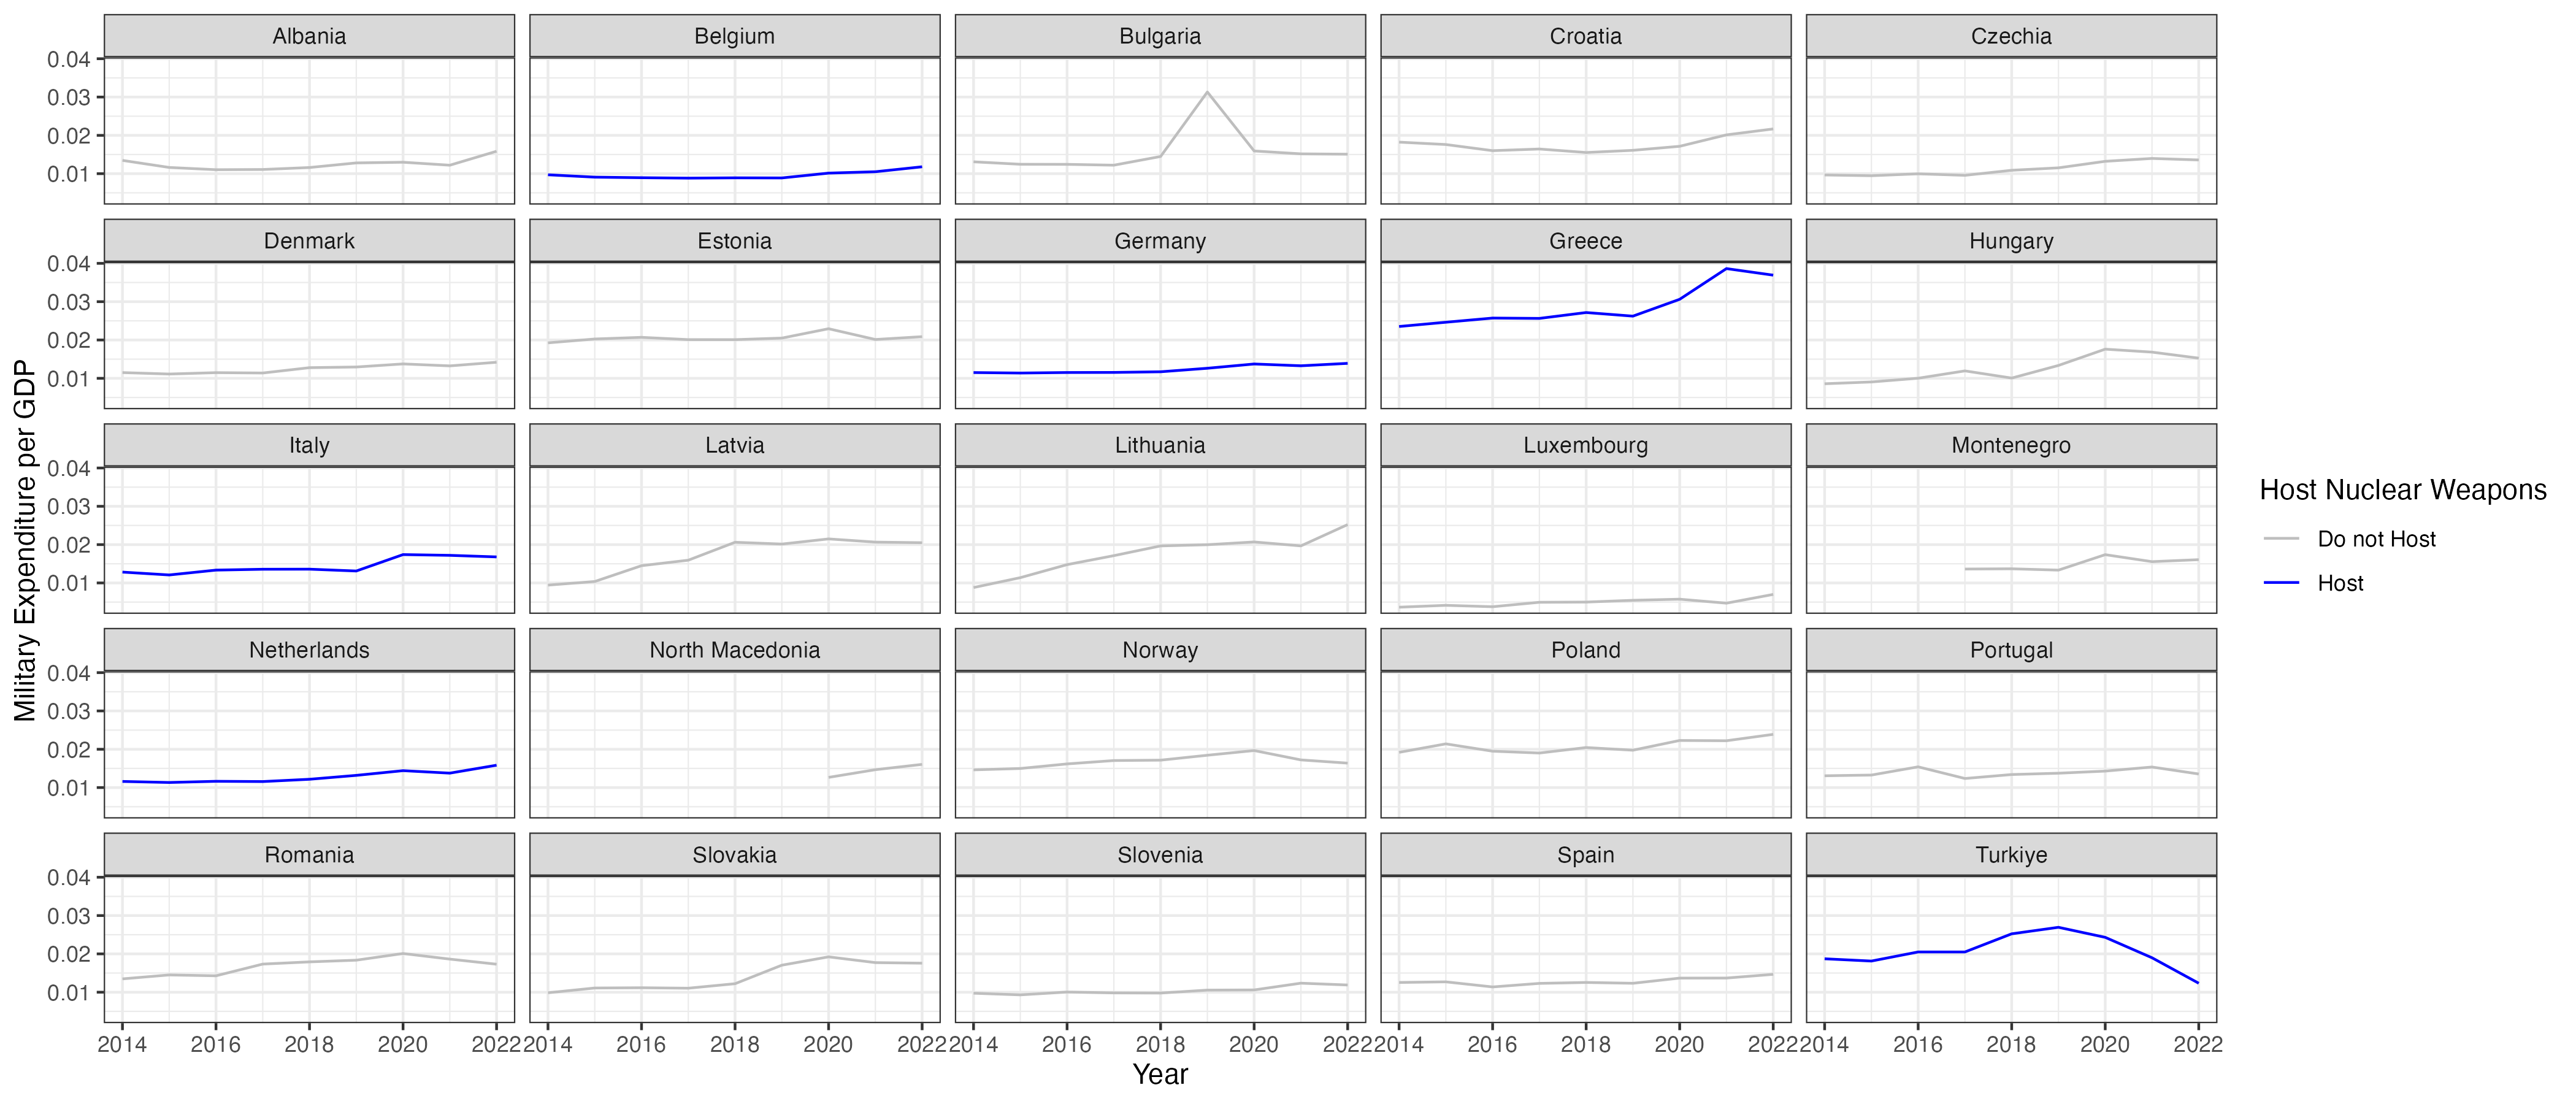 Albania Belgium Bulgaria Croatia Czechia
0.04
0.03
0.02
0.01
Denmark Estonia Germany Greece Hungary
0.04
0.03
0.02
0.01
Italy Latvia Lithuania Luxembourg Montenegro
0.04
0.03
0.02
0.01
Netherlands North Macedonia Norway Poland Portugal
0.04
0.03
0.02
0.01
Romania Slovakia Slovenia Spain Turkiye
0.04
0.03
0.02
0.01
2014 2016 2018 2020 2022 2014 2016 2018 2020 2022 2014 2016 2018 2020 2022 2014 2016 2018 2020 2022 2014 2016 2018 2020 2022
Year
Military Expenditure per GDP
Host Nuclear Weapons
Do not Host
Host